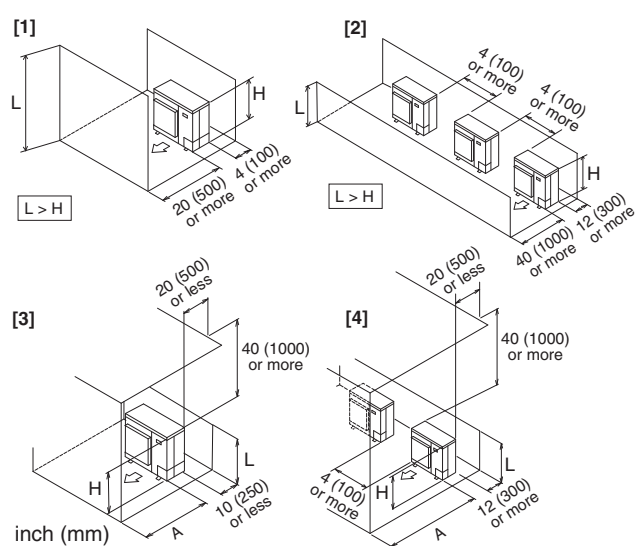 [1]
L
H
4 (100)
or more
20 (500)
or more
L > H
[2]
4 (100)
or more
4 (100)
or more
L
H
12 (300)
or more
40 (1000)
or more
L > H
[3]
20 (500)
or less
40 (1000)
or more
L
H
10 (250)
or less
A
[4]
20 (500)
or less
40 (1000)
or more
L
H
4 (100)
or more
12 (300)
or more
A
inch (mm)